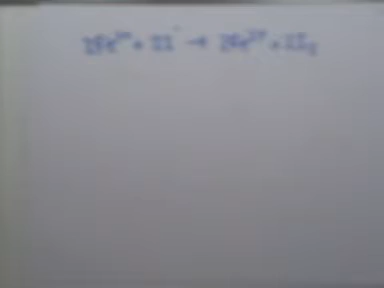 2Fe³⁺ + 2I⁻ → 2Fe²⁺ + I₂